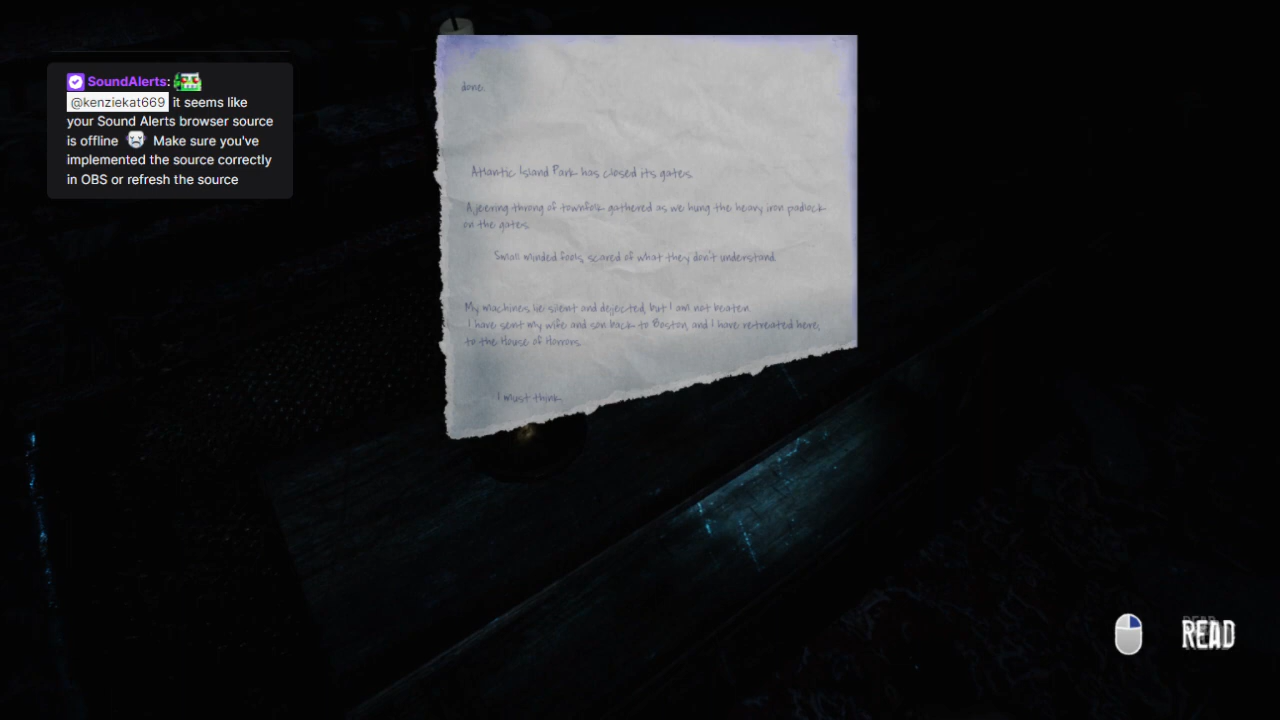 SoundAlerts:
@kenziekat669 it seems like
your Sound Alerts browser source
is offline Make sure you've
implemented the source correctly
in OBS or refresh the source
done.
Atlantic Island Park has closed its gates.
A jeering throng of townfolk gathered as we hung the heavy iron padlock
on the gates.
Small minded fools, scared of what they don't understand.
My machines lie silent and dejected, but I am not beaten.
I have sent my wife and son back to Boston, and I have retreated here,
to the House of Horrors.
I must think.
READ